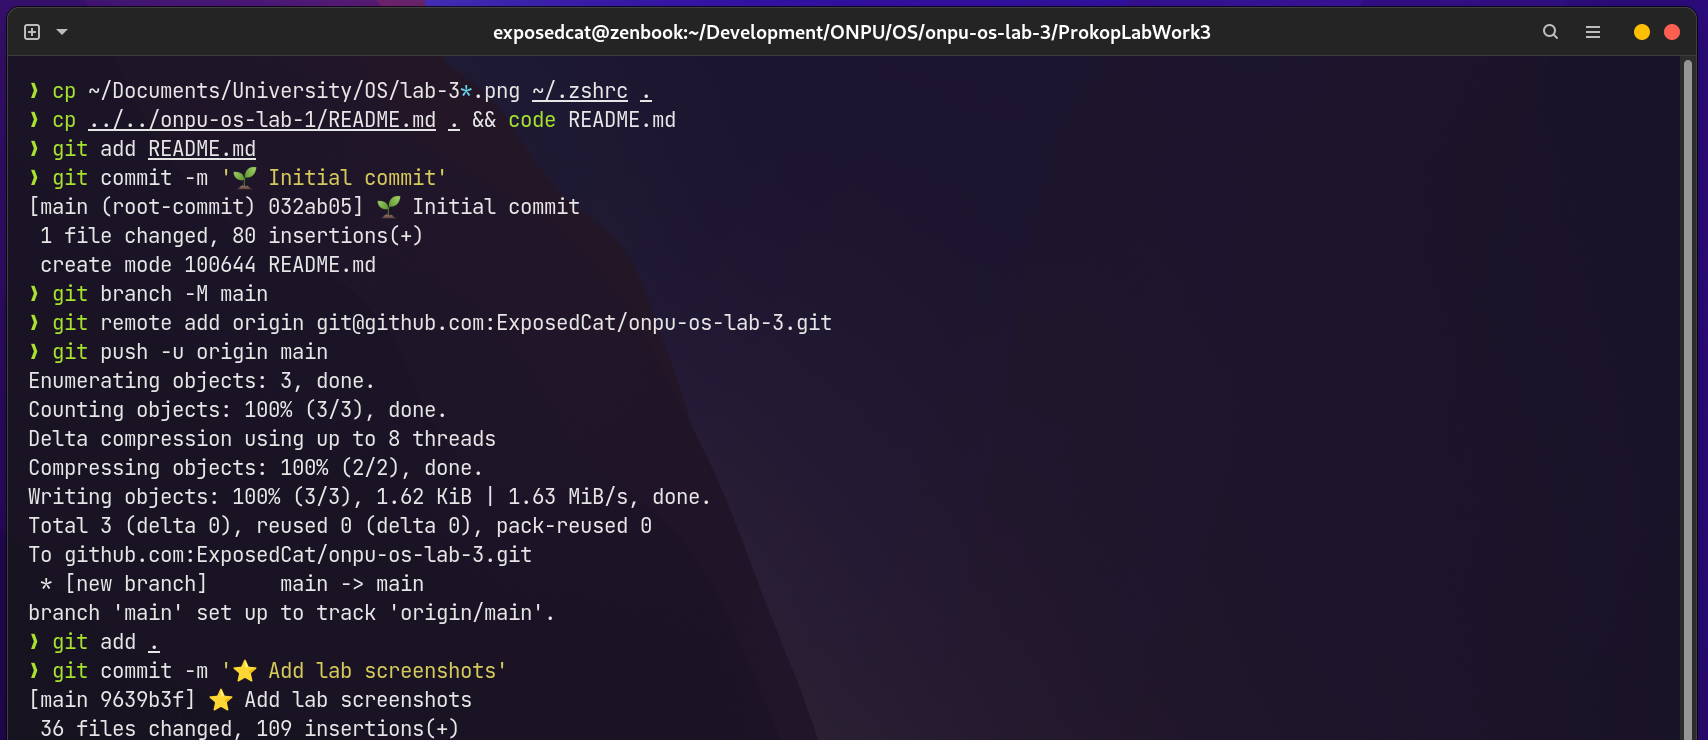 exposedcat@zenbook:~/Development/ONPU/OS/onpu-os-lab-3/ProkopLabWork3
❱ cp ~/Documents/University/OS/lab-3*.png ~/.zshrc .
❱ cp ../../onpu-os-lab-1/README.md . && code README.md
❱ git add README.md
❱ git commit -m '🌱 Initial commit'
[main (root-commit) 032ab05] 🌱 Initial commit
 1 file changed, 80 insertions(+)
 create mode 100644 README.md
❱ git branch -M main
❱ git remote add origin git@github.com:ExposedCat/onpu-os-lab-3.git
❱ git push -u origin main
Enumerating objects: 3, done.
Counting objects: 100% (3/3), done.
Delta compression using up to 8 threads
Compressing objects: 100% (2/2), done.
Writing objects: 100% (3/3), 1.62 KiB | 1.63 MiB/s, done.
Total 3 (delta 0), reused 0 (delta 0), pack-reused 0
To github.com:ExposedCat/onpu-os-lab-3.git
 * [new branch]      main -> main
branch 'main' set up to track 'origin/main'.
❱ git add .
❱ git commit -m '⭐ Add lab screenshots'
[main 9639b3f] ⭐ Add lab screenshots
 36 files changed, 109 insertions(+)